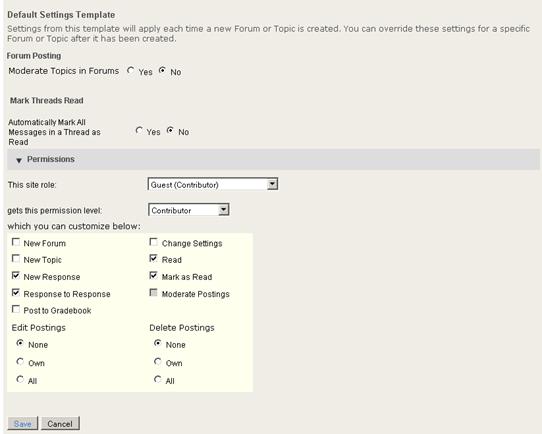 Default Settings Template
Settings from this template will apply each time a new Forum or Topic is created. You can override these settings for a specific
Forum or Topic after it has been created.
Forum Posting
Moderate Topics in Forums Yes No
Mark Threads Read
Automatically Mark All
Messages in a Thread as Yes No
Read
Permissions
This site role: Guest (Contributor)
gets this permission level: Contributor
which you can customize below:
New Forum Change Settings
New Topic Read
New Response Mark as Read
Response to Response Moderate Postings
Post to Gradebook
Edit Postings Delete Postings
None None
Own Own
All All
Save Cancel